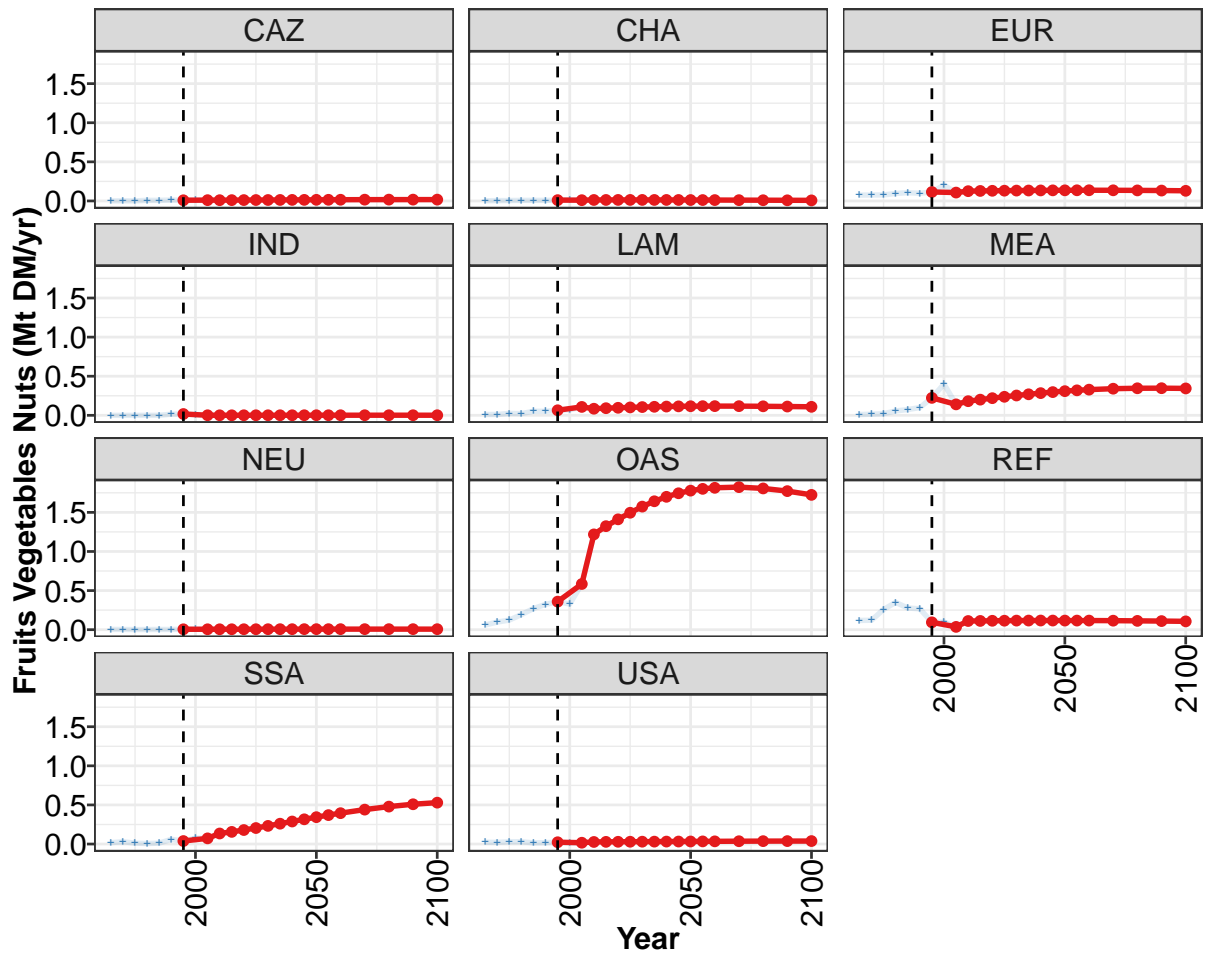 CAZ CHA EUR
1.5
1.0
0.5
0.0
IND LAM MEA
1.5
1.0
0.5
0.0
NEU OAS REF
1.5
1.0
0.5
0.0
2000 2050 2100
SSA USA
1.5
1.0
0.5
0.0
2000 2050 2100 2000 2050 2100
Year
Fruits Vegetables Nuts (Mt DM/yr)